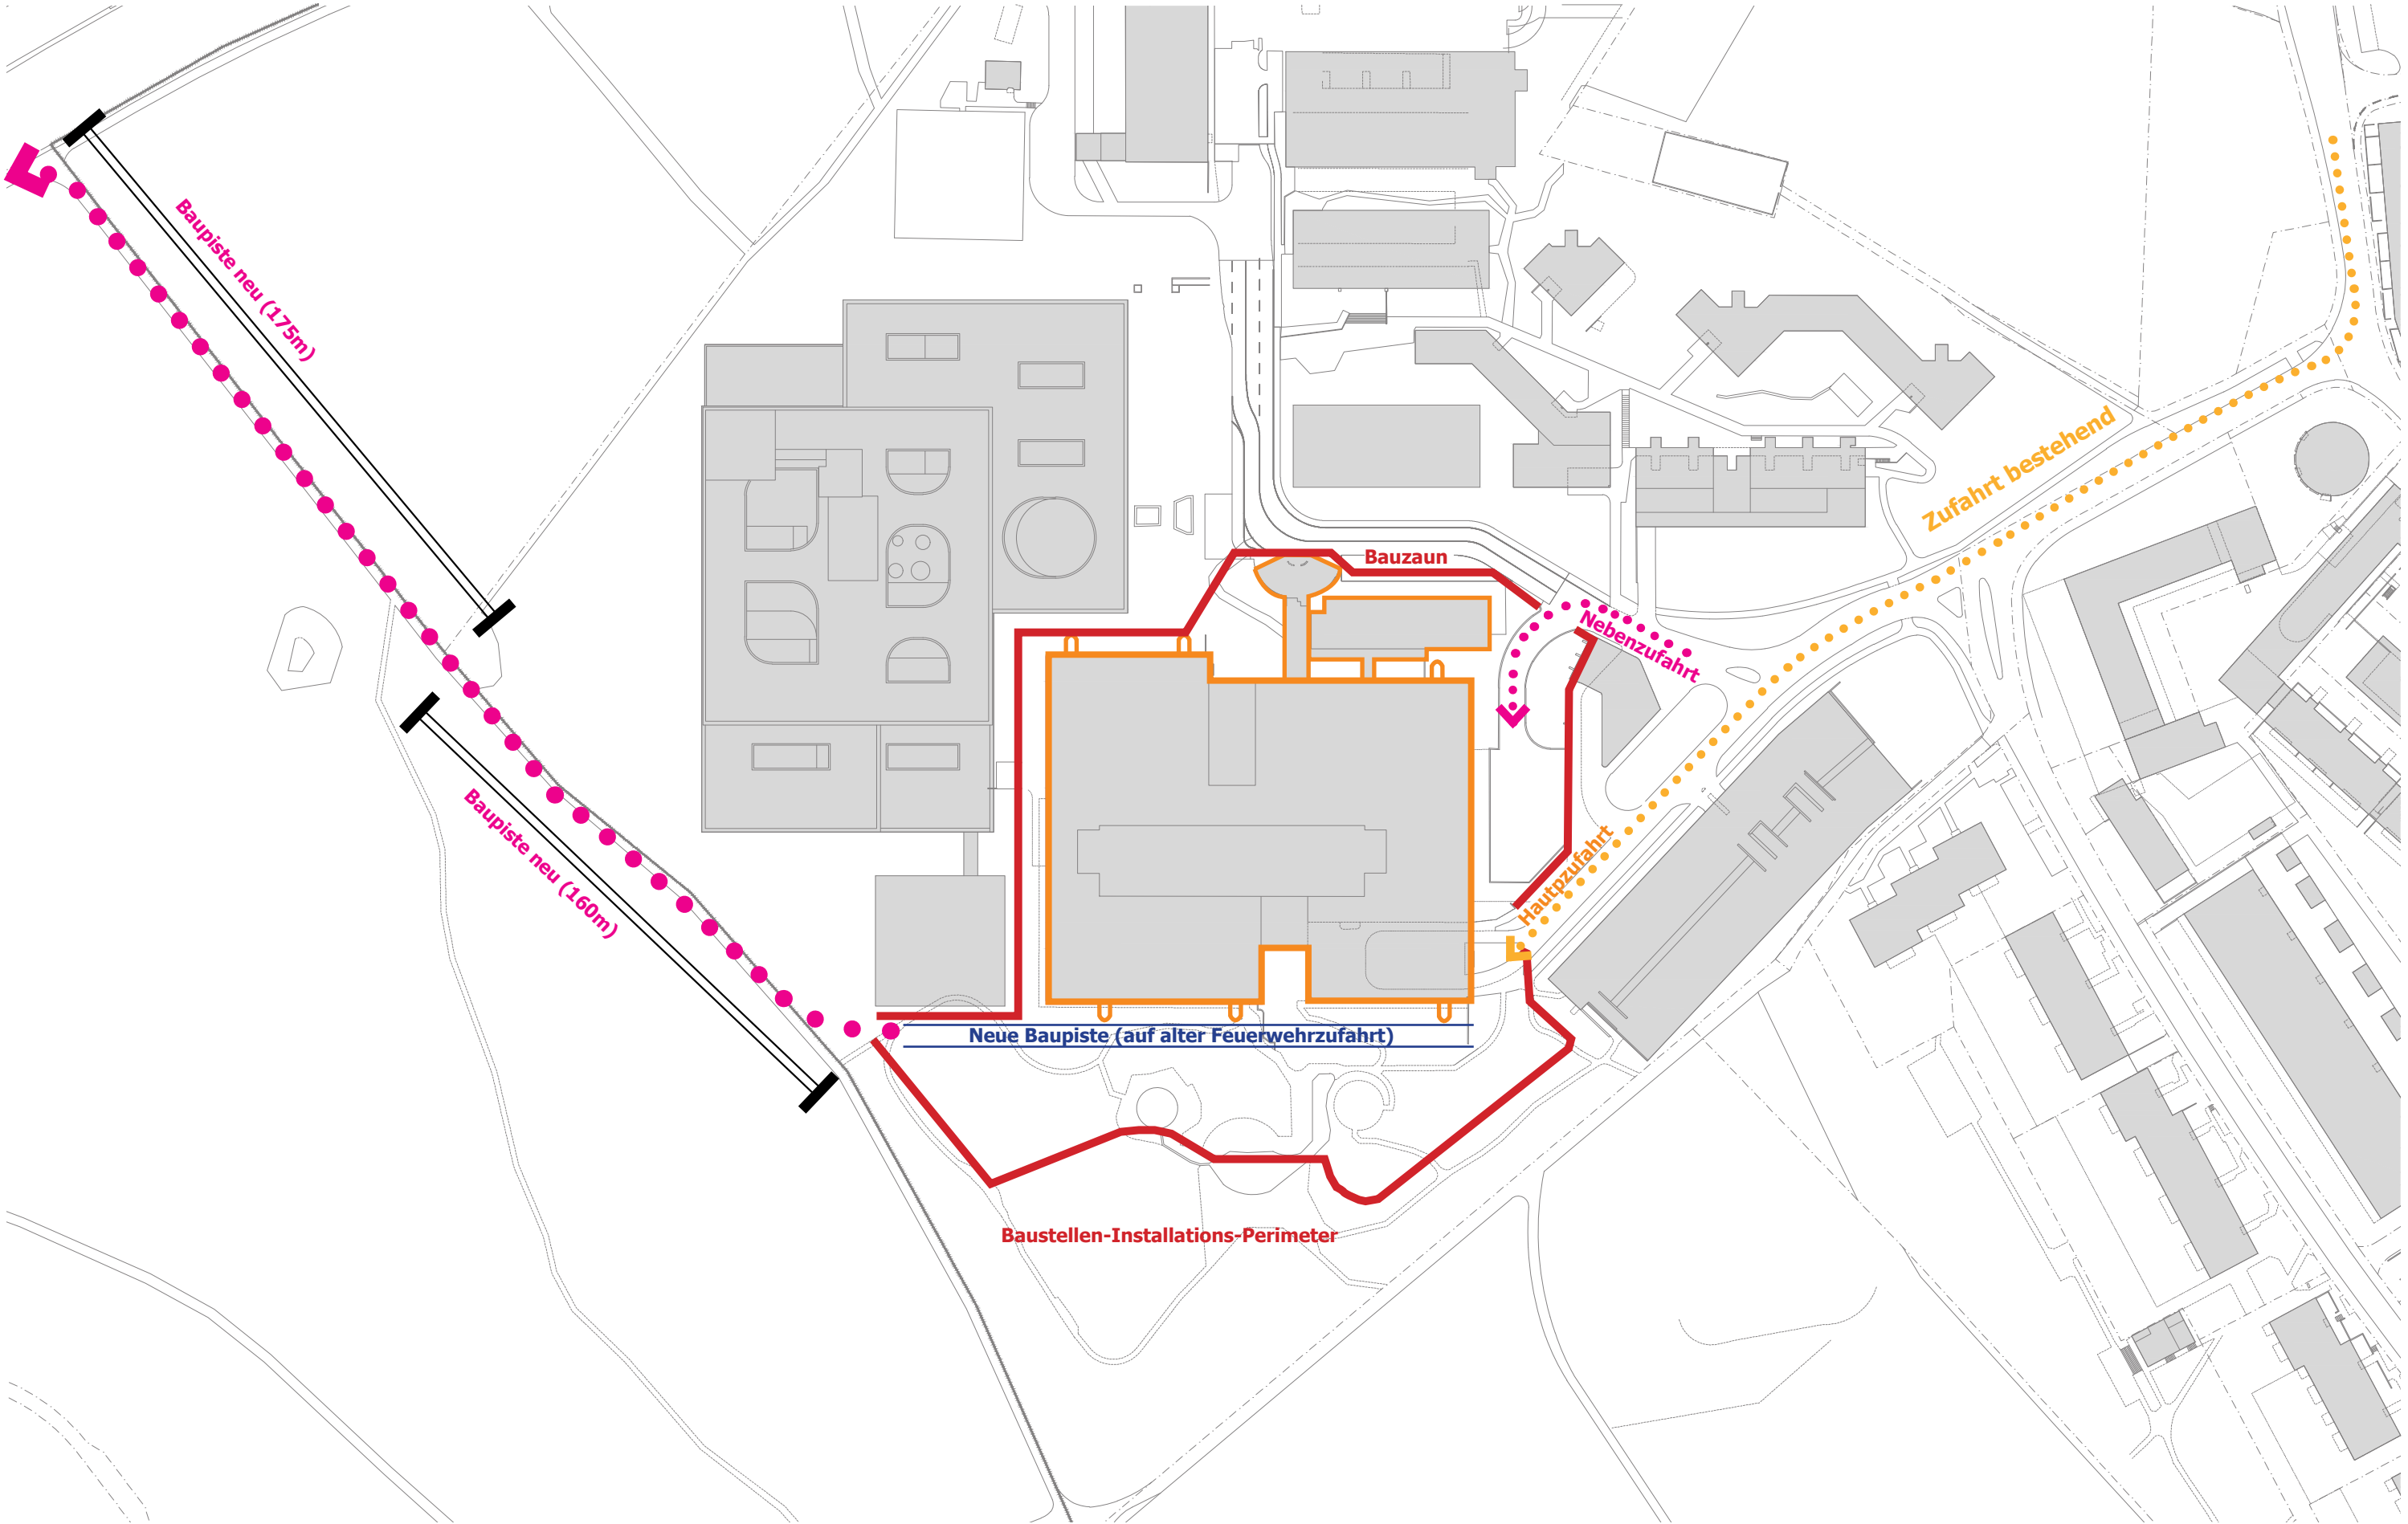 Baupiste neu (175m)
Zufahrt bestehend
Bauzaun
Nebenzufahrt
Baupiste neu (160m)
Hautpzufahrt
Neue Baupiste (auf alter Feuerwehrzufahrt)
Baustellen-Installations-Perimeter